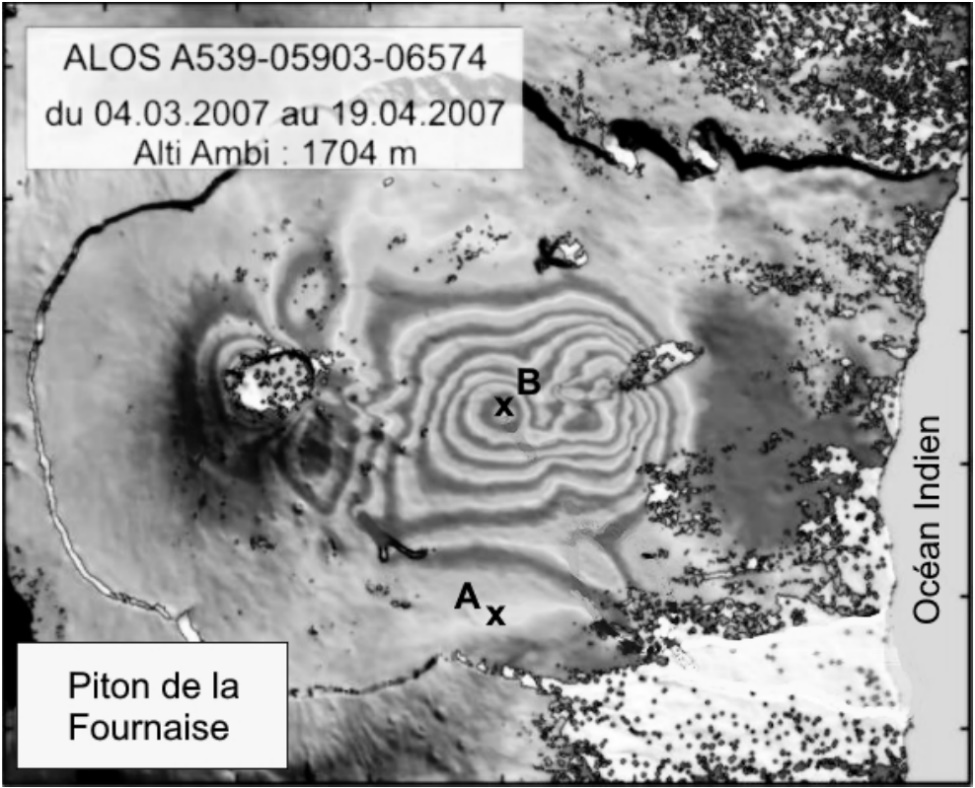 ALOS A539-05903-06574
du 04.03.2007 au 19.04.2007
Alti Ambi : 1704 m
B
x
Océan Indien
A
x
Piton de la
Fournaise